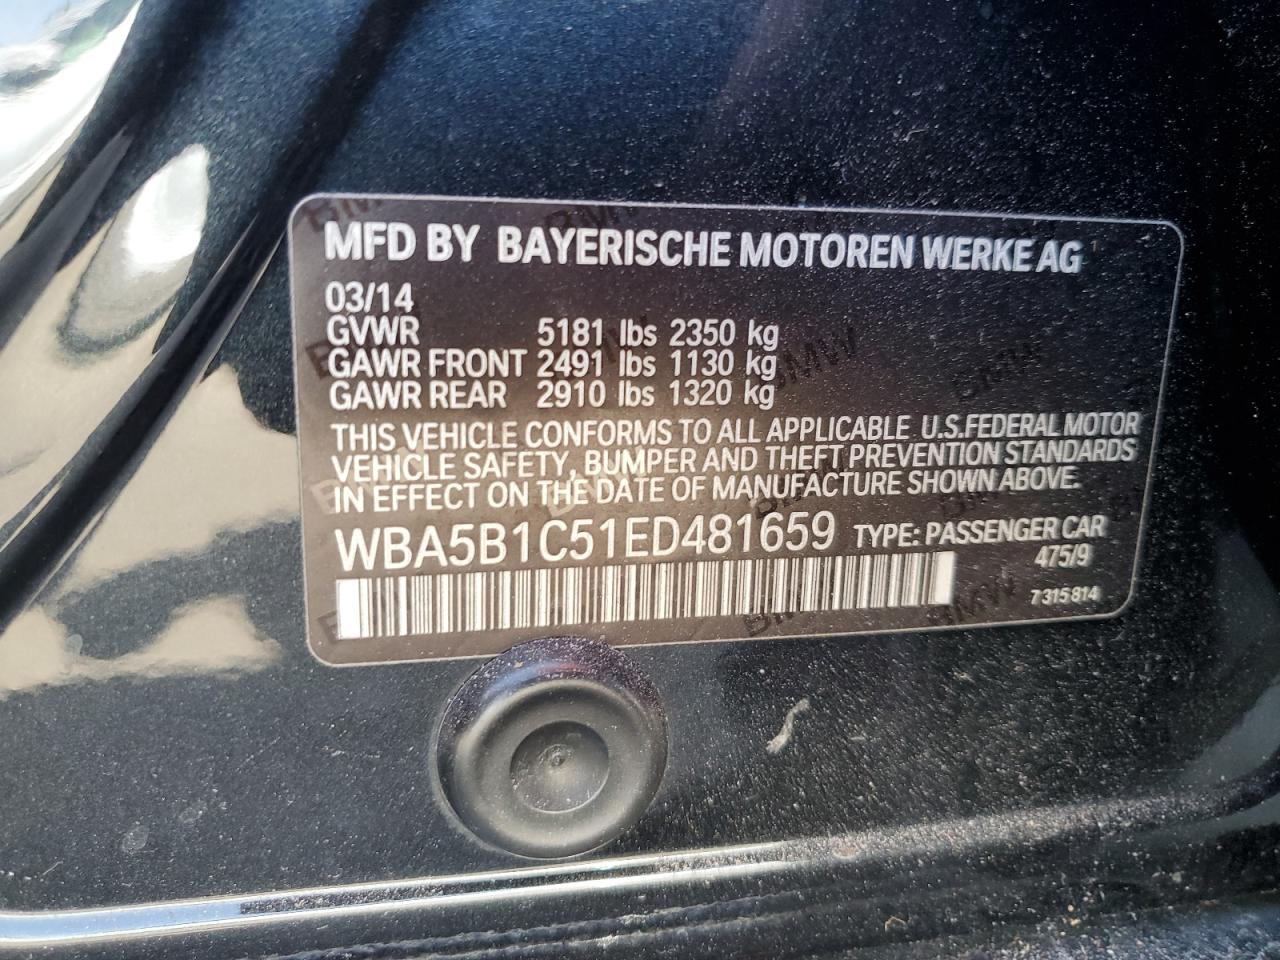 MFD BY BAYERISCHE MOTOREN WERKE AG
03/14
GVWR 5181 lbs 2350 kg
GAWR FRONT 2491 lbs 1130 kg
GAWR REAR 2910 lbs 1320 kg
THIS VEHICLE CONFORMS TO ALL APPLICABLE U.S.FEDERAL MOTOR
VEHICLE SAFETY, BUMPER AND THEFT PREVENTION STANDARDS
IN EFFECT ON THE DATE OF MANUFACTURE SHOWN ABOVE.
WBA5B1C51ED481659 TYPE: PASSENGER CAR
475/9
7 315 814